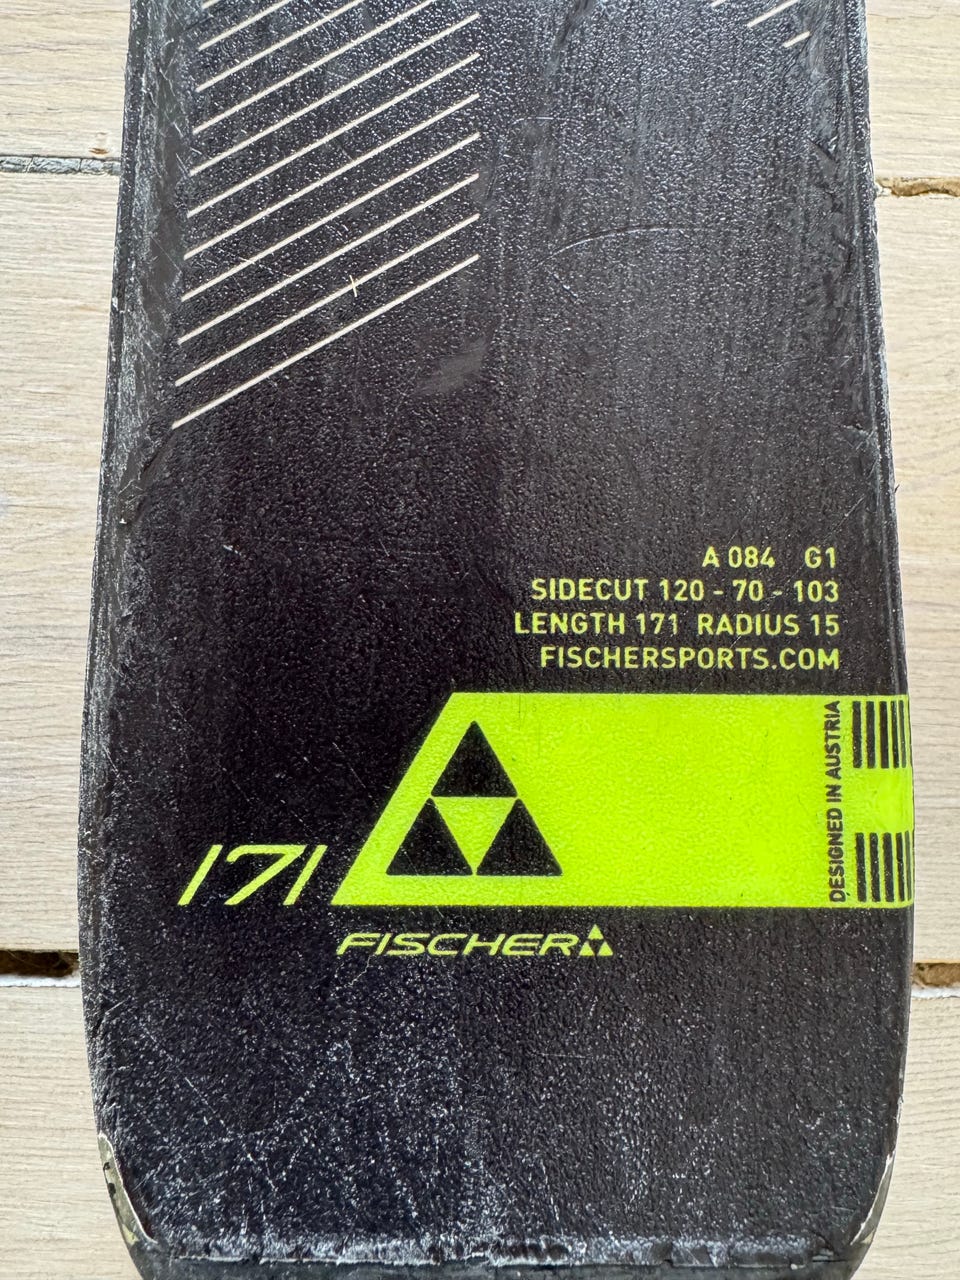 A 084 G1
SIDECUT 120 - 70 - 103
LENGTH 171 RADIUS 15
FISCHERSPORTS.COM
DESIGNED IN AUSTRIA
171
FISCHER